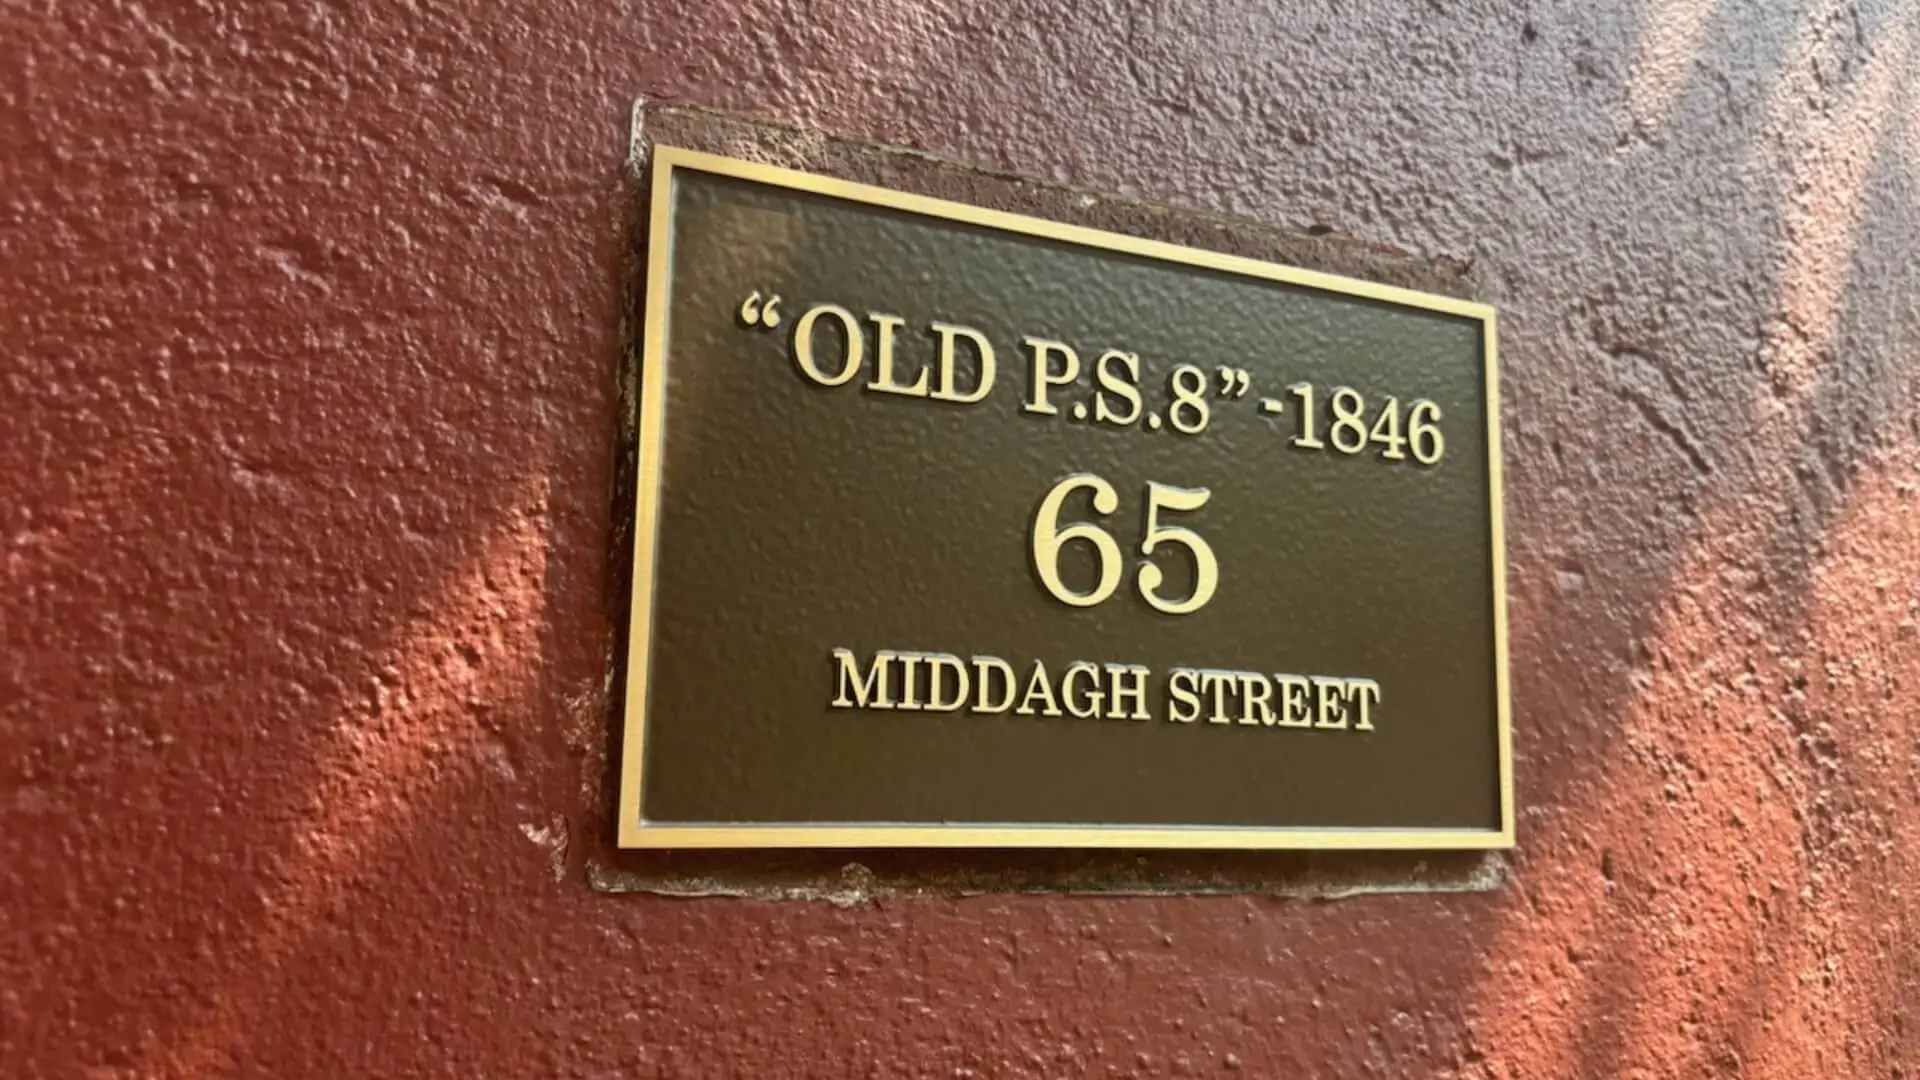 “OLD P.S.8” -1846
65
MIDDAGH STREET